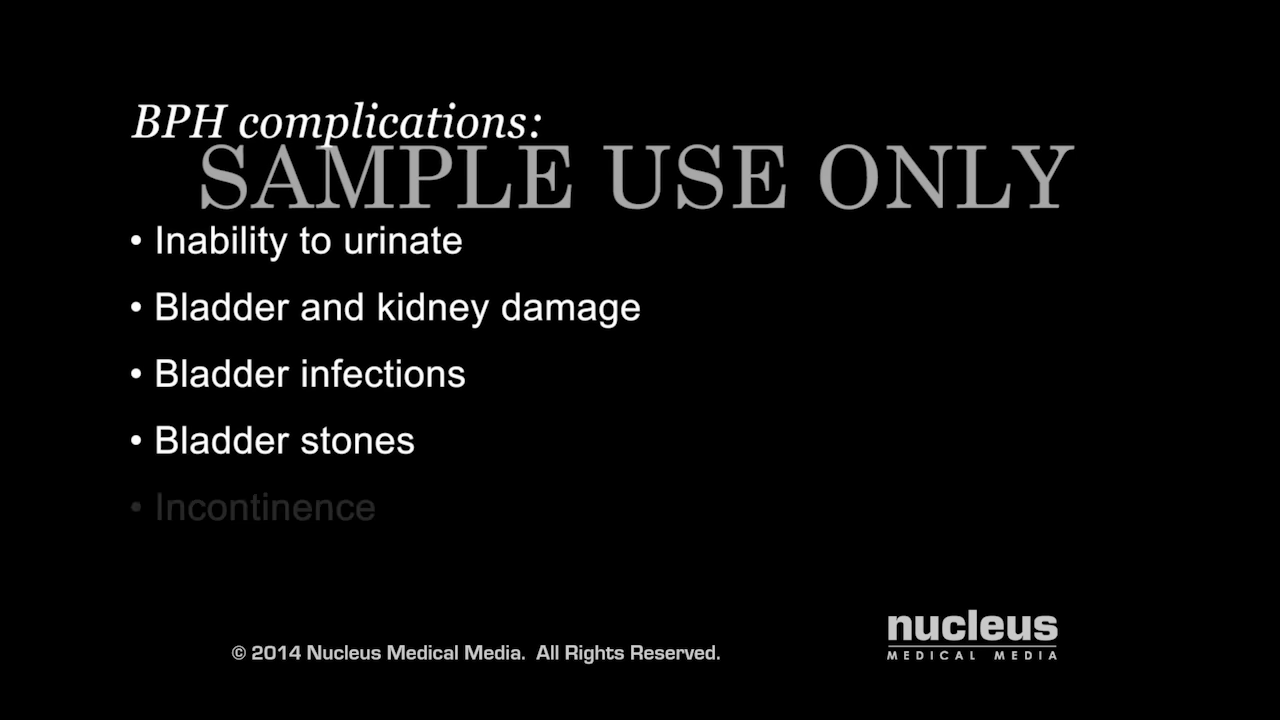 BPH complications:
SAMPLE USE ONLY
• Inability to urinate
• Bladder and kidney damage
• Bladder infections
• Bladder stones
• Incontinence
© 2014 Nucleus Medical Media. All Rights Reserved.
nucleus
MEDICAL MEDIA